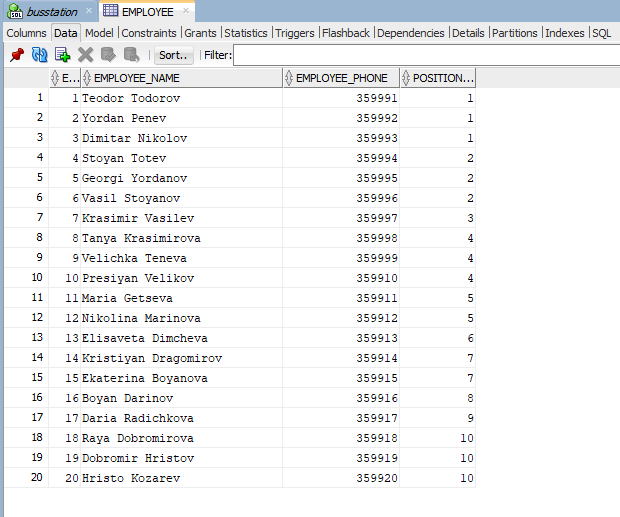 SQL busstation × EMPLOYEE ×
Columns Data Model Constraints Grants Statistics Triggers Flashback Dependencies Details Partitions Indexes SQL
Sort.. Filter:
E... EMPLOYEE_NAME EMPLOYEE_PHONE POSITION...
1 1 Teodor Todorov 359991 1
2 2 Yordan Penev 359992 1
3 3 Dimitar Nikolov 359993 1
4 4 Stoyan Totev 359994 2
5 5 Georgi Yordanov 359995 2
6 6 Vasil Stoyanov 359996 2
7 7 Krasimir Vasilev 359997 3
8 8 Tanya Krasimirova 359998 4
9 9 Velichka Teneva 359999 4
10 10 Presiyan Velikov 359910 4
11 11 Maria Getseva 359911 5
12 12 Nikolina Marinova 359912 5
13 13 Elisaveta Dimcheva 359913 6
14 14 Kristiyan Dragomirov 359914 7
15 15 Ekaterina Boyanova 359915 7
16 16 Boyan Darinov 359916 8
17 17 Daria Radichkova 359917 9
18 18 Raya Dobromirova 359918 10
19 19 Dobromir Hristov 359919 10
20 20 Hristo Kozarev 359920 10